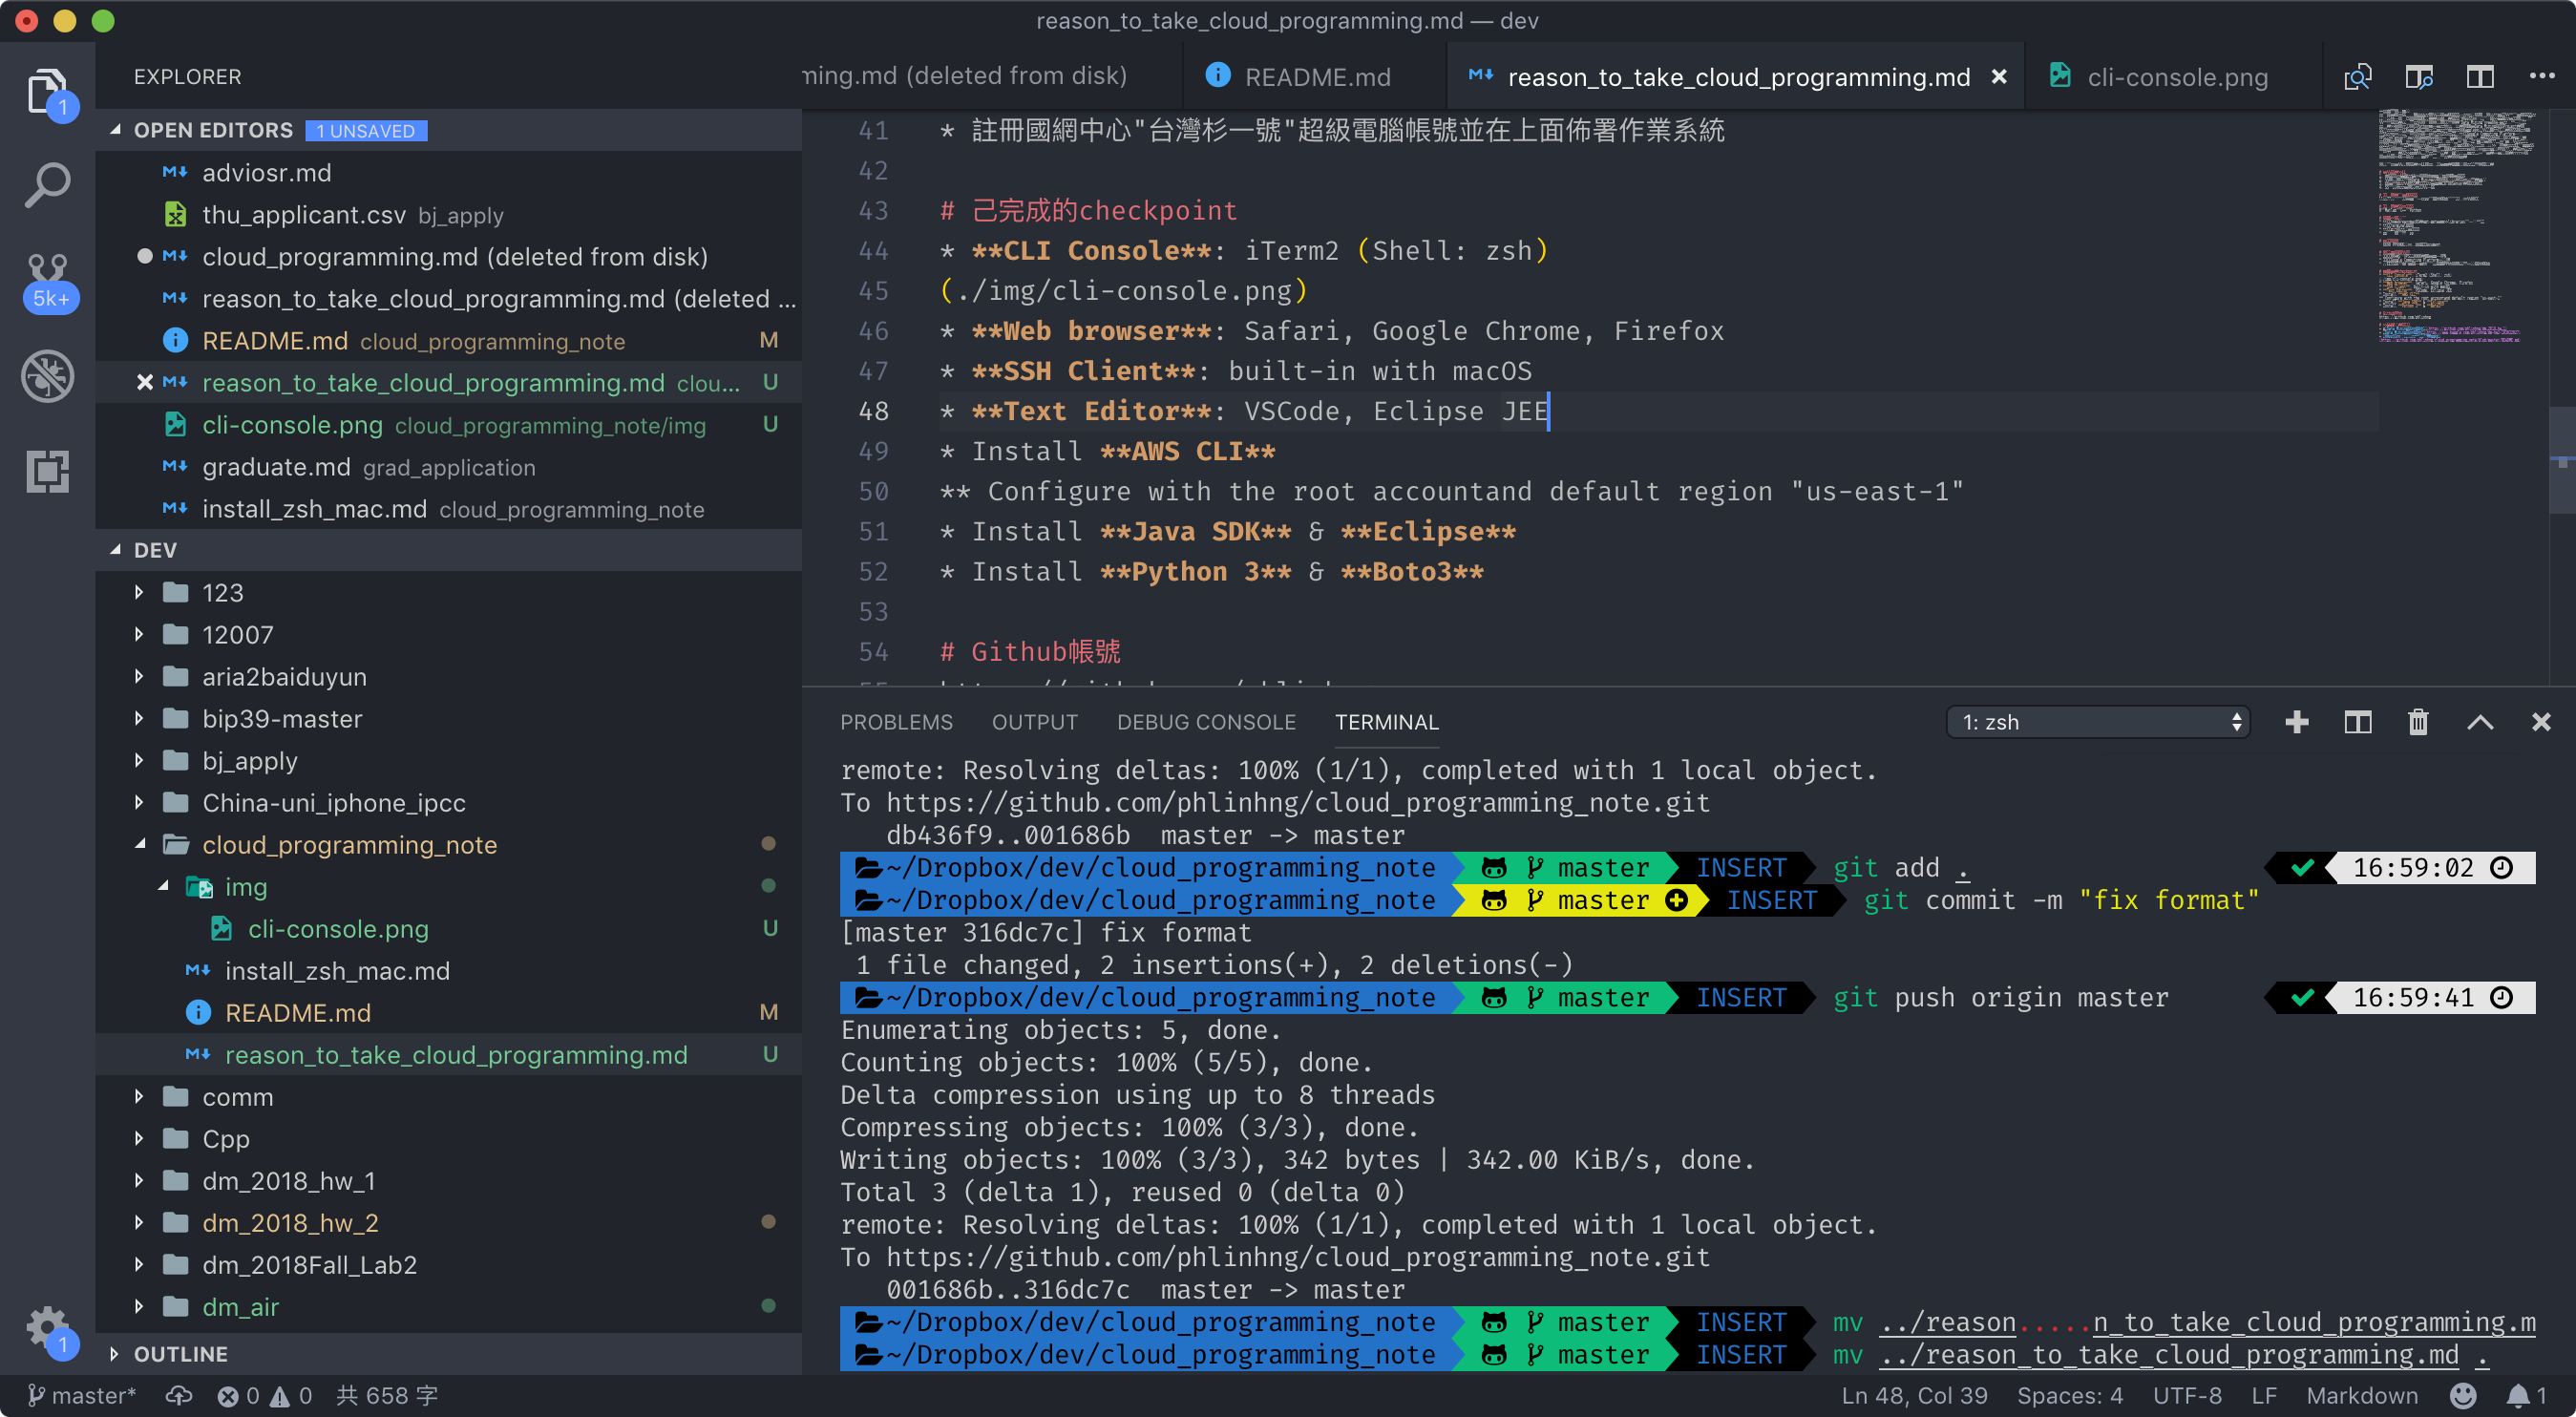 reason_to_take_cloud_programming.md — dev
1
5k+
1
EXPLORER
OPEN EDITORS 1 UNSAVED
adviosr.md
thu_applicant.csv bj_apply
cloud_programming.md (deleted from disk)
reason_to_take_cloud_programming.md (deleted ...
README.md cloud_programming_note M
reason_to_take_cloud_programming.md clou... U
cli-console.png cloud_programming_note/img U
graduate.md grad_application
install_zsh_mac.md cloud_programming_note
DEV
123
12007
aria2baiduyun
bip39-master
bj_apply
China-uni_iphone_ipcc
cloud_programming_note
img
cli-console.png U
install_zsh_mac.md
README.md M
reason_to_take_cloud_programming.md U
comm
Cpp
dm_2018_hw_1
dm_2018_hw_2
dm_2018Fall_Lab2
dm_air
OUTLINE
ming.md (deleted from disk) README.md reason_to_take_cloud_programming.md cli-console.png
41 * 註冊國網中心"台灣杉一號"超級電腦帳號並在上面佈署作業系統
42
43 # 己完成的checkpoint
44 * **CLI Console**: iTerm2 (Shell: zsh)
45 (./img/cli-console.png)
46 * **Web browser**: Safari, Google Chrome, Firefox
47 * **SSH Client**: built-in with macOS
48 * **Text Editor**: VSCode, Eclipse JEE
49 * Install **AWS CLI**
50 ** Configure with the root accountand default region "us-east-1"
51 * Install **Java SDK** & **Eclipse**
52 * Install **Python 3** & **Boto3**
53
54 # Github帳號
PROBLEMS OUTPUT DEBUG CONSOLE TERMINAL 1: zsh
remote: Resolving deltas: 100% (1/1), completed with 1 local object.
To https://github.com/phlinhng/cloud_programming_note.git
db436f9..001686b master -> master
~/Dropbox/dev/cloud_programming_note master INSERT git add . 16:59:02
~/Dropbox/dev/cloud_programming_note master INSERT git commit -m "fix format"
[master 316dc7c] fix format
1 file changed, 2 insertions(+), 2 deletions(-)
~/Dropbox/dev/cloud_programming_note master INSERT git push origin master 16:59:41
Enumerating objects: 5, done.
Counting objects: 100% (5/5), done.
Delta compression using up to 8 threads
Compressing objects: 100% (3/3), done.
Writing objects: 100% (3/3), 342 bytes | 342.00 KiB/s, done.
Total 3 (delta 1), reused 0 (delta 0)
remote: Resolving deltas: 100% (1/1), completed with 1 local object.
To https://github.com/phlinhng/cloud_programming_note.git
001686b..316dc7c master -> master
~/Dropbox/dev/cloud_programming_note master INSERT mv ../reason.....n_to_take_cloud_programming.m
~/Dropbox/dev/cloud_programming_note master INSERT mv ../reason_to_take_cloud_programming.md .
master* 0 0 共 658 字 Ln 48, Col 39 Spaces: 4 UTF-8 LF Markdown 1